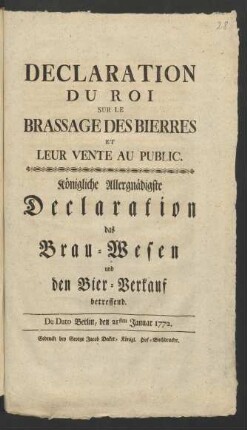 28
DECLARATION
DU ROI
SUR LE
BRASSAGE DES BIERRES
ET
LEUR VENTE AU PUBLIC.
Königliche Allergnädigste
Declaration
das
Brau-Wesen
und
den Bier-Verkauf
betreffend.
De Dato Berlin, den 21sten Januar 1772.
Gedruckt bey George Jacob Decker, Königl. Hof-Buchdrucker.